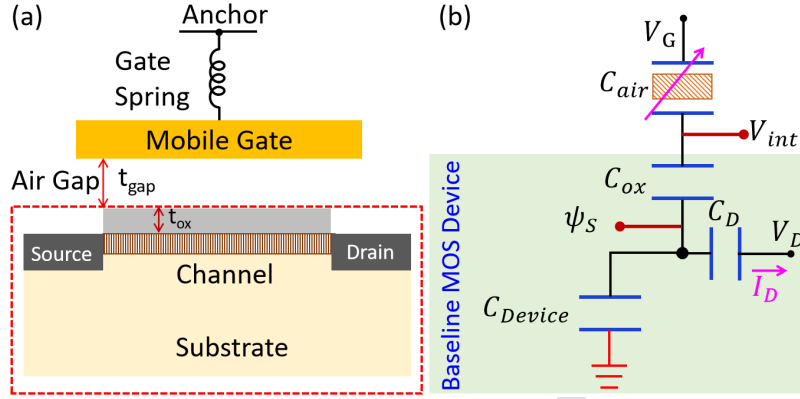 (a)
Anchor
Gate
Spring
Mobile Gate
Air Gap
t_gap
t_ox
Source
Drain
Channel
Substrate
(b)
V_G
C_air
V_int
C_ox
C_D
ψ_S
V_D
I_D
C_Device
Baseline MOS Device